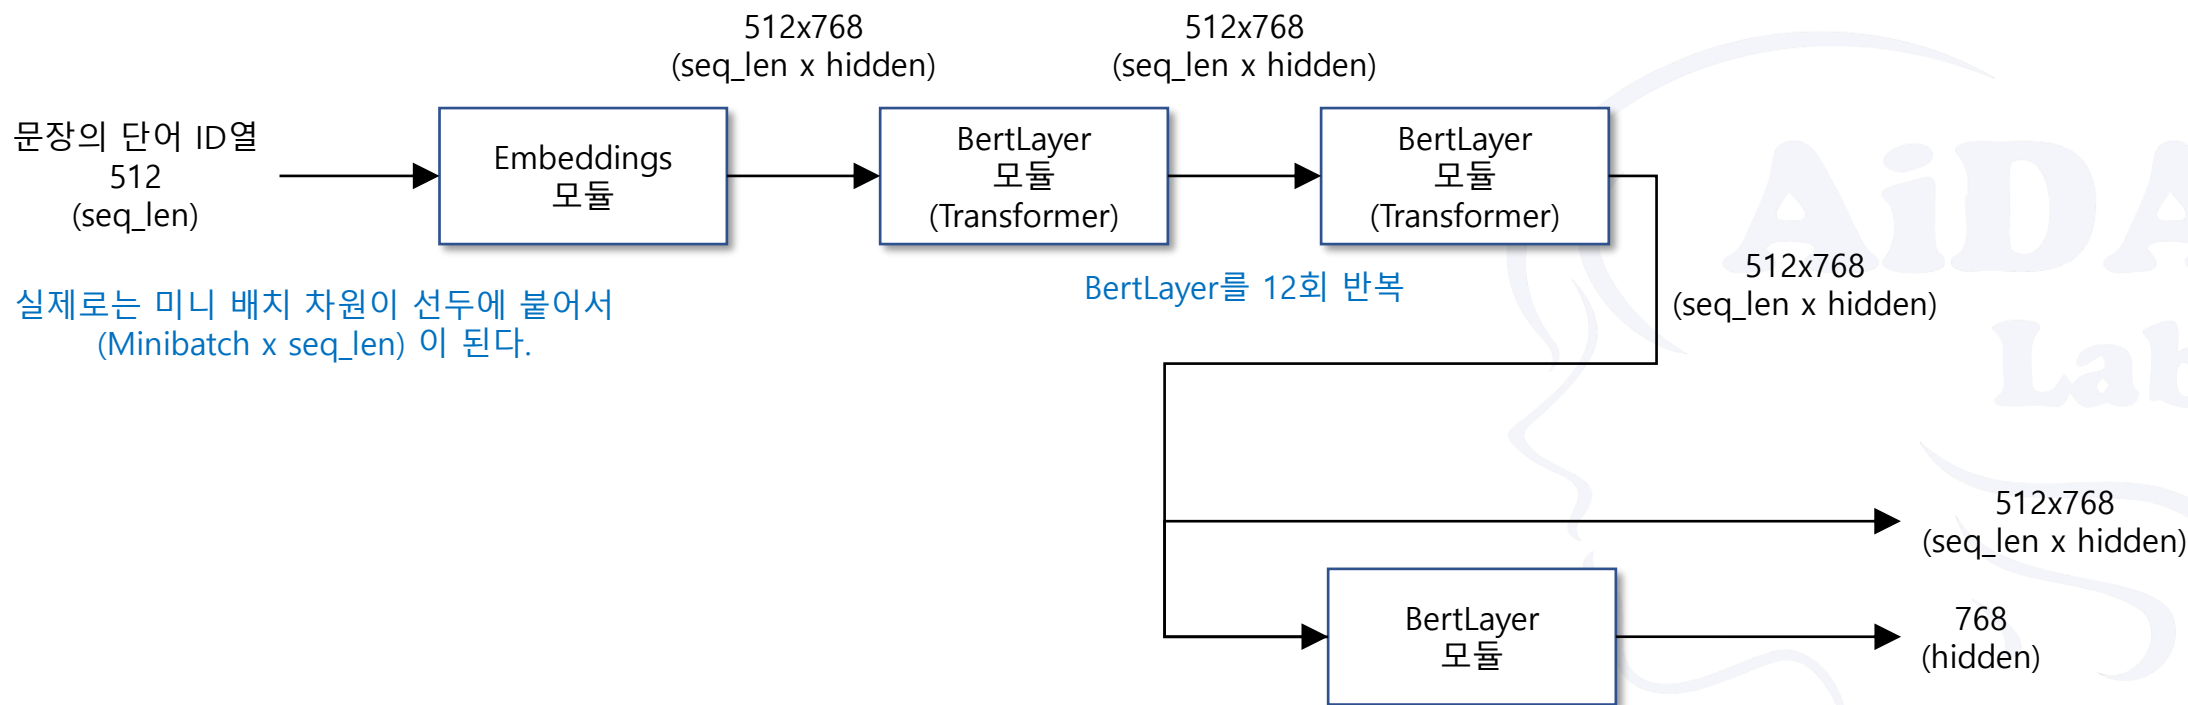 512x768
(seq_len x hidden)
512x768
(seq_len x hidden)
문장의 단어 ID열
512
(seq_len)
Embeddings
모듈
BertLayer
모듈
(Transformer)
BertLayer
모듈
(Transformer)
실제로는 미니 배치 차원이 선두에 붙어서
(Minibatch x seq_len) 이 된다.
BertLayer를 12회 반복
512x768
(seq_len x hidden)
512x768
(seq_len x hidden)
BertLayer
모듈
768
(hidden)
AiDA
Lab